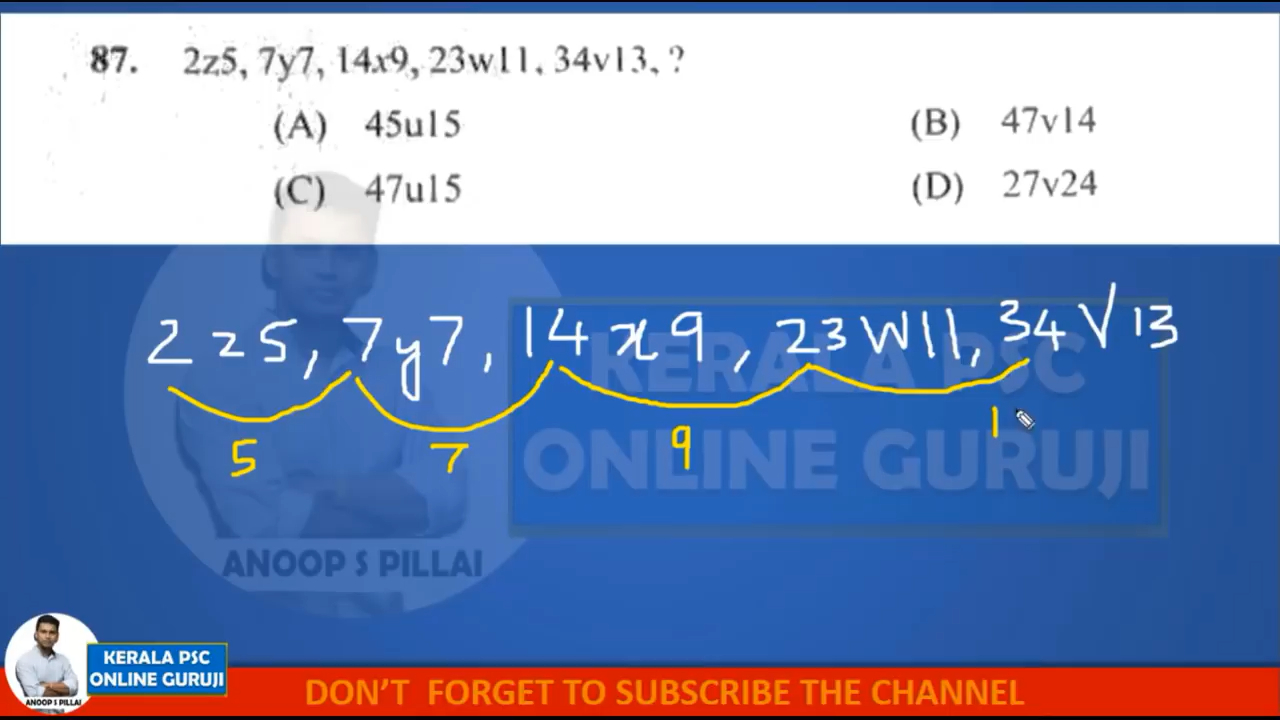 87. 2z5, 7y7, 14x9, 23w11, 34v13, ?
(A) 45u15 (B) 47v14
(C) 47u15 (D) 27v24
2z5, 7y7, 14x9, 23W11, 34V13
5 7 9 1
KERALA PSC
ONLINE GURUJI
ANOOP S PILLAI
KERALA PSC
ONLINE GURUJI
ANOOP S PILLAI
DON'T FORGET TO SUBSCRIBE THE CHANNEL